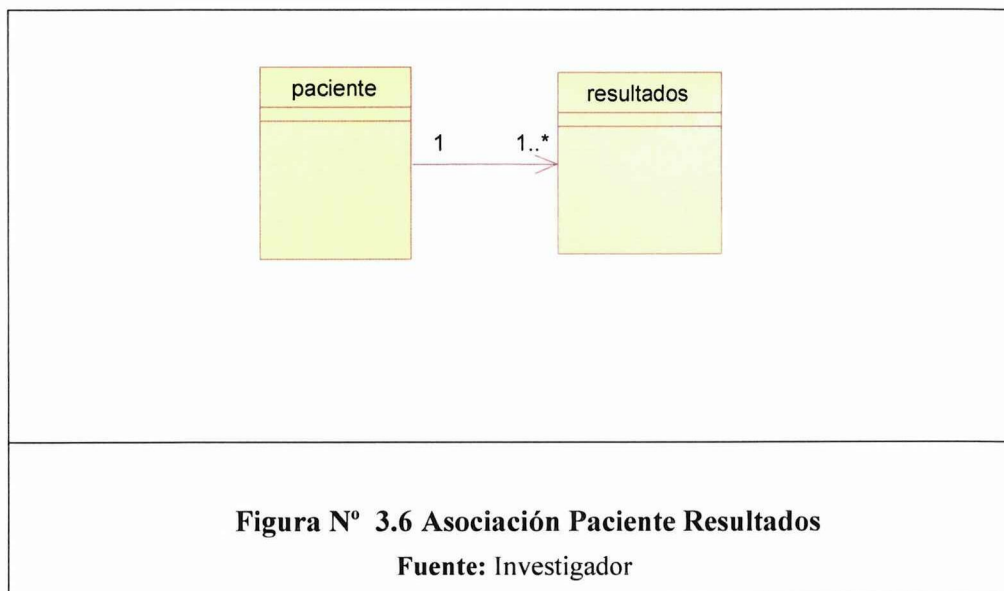 paciente
resultados
1
1..*
Figura Nº 3.6 Asociación Paciente Resultados
Fuente: Investigador